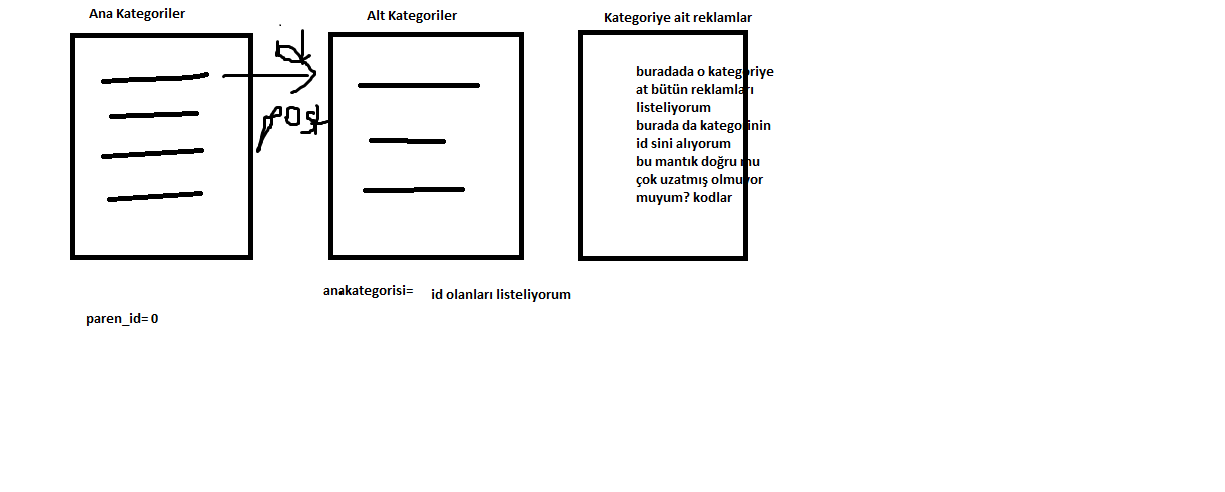 Ana Kategoriler
Alt Kategoriler
Kategoriye ait reklamlar
id
post
buradada o kategoriye
at bütün reklamları
listeliyorum
burada da kategorinin
id sini alıyorum
bu mantık doğru mu
çok uzatmış olmuyor
muyum? kodlar
anakategorisi= id olanları listeliyorum
paren_id= 0